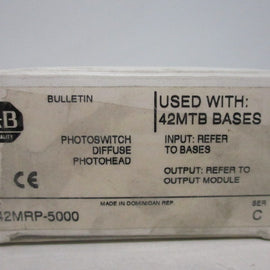 A-B
QUALITY
BULLETIN
PHOTOSWITCH
DIFFUSE
PHOTOHEAD
USED WITH:
42MTB BASES
INPUT: REFER
TO BASES
OUTPUT: REFER TO
OUTPUT MODULE
CE
MADE IN DOMINICAN REP.
42MRP-5000
SER
C